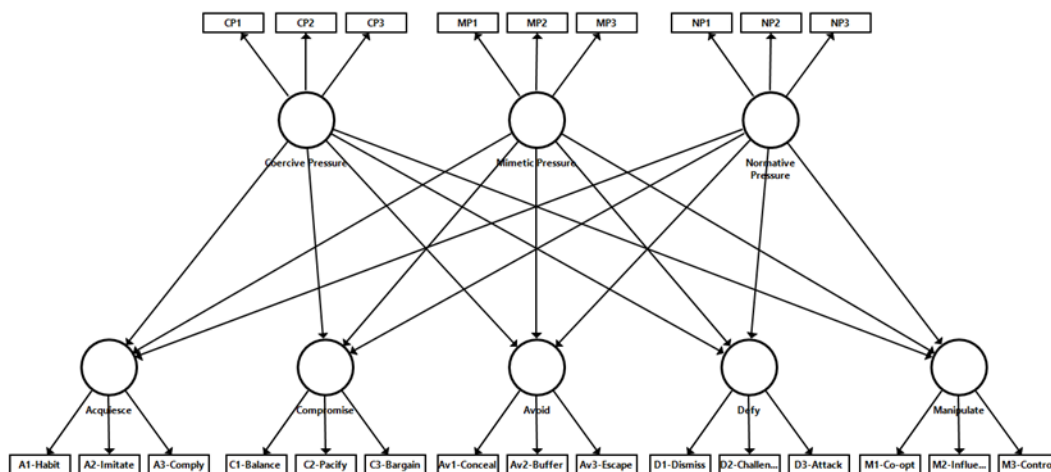 CP1 CP2 CP3 MP1 MP2 MP3 NP1 NP2 NP3
Coercive Pressure Mimetic Pressure Normative
Pressure
Acquiesce Compromise Avoid Defy Manipulate
A1-Habit A2-Imitate A3-Comply C1-Balance C2-Pacify C3-Bargain Av1-Conceal Av2-Buffer Av3-Escape D1-Dismiss D2-Challen... D3-Attack M1-Co-opt M2-Influe... M3-Control